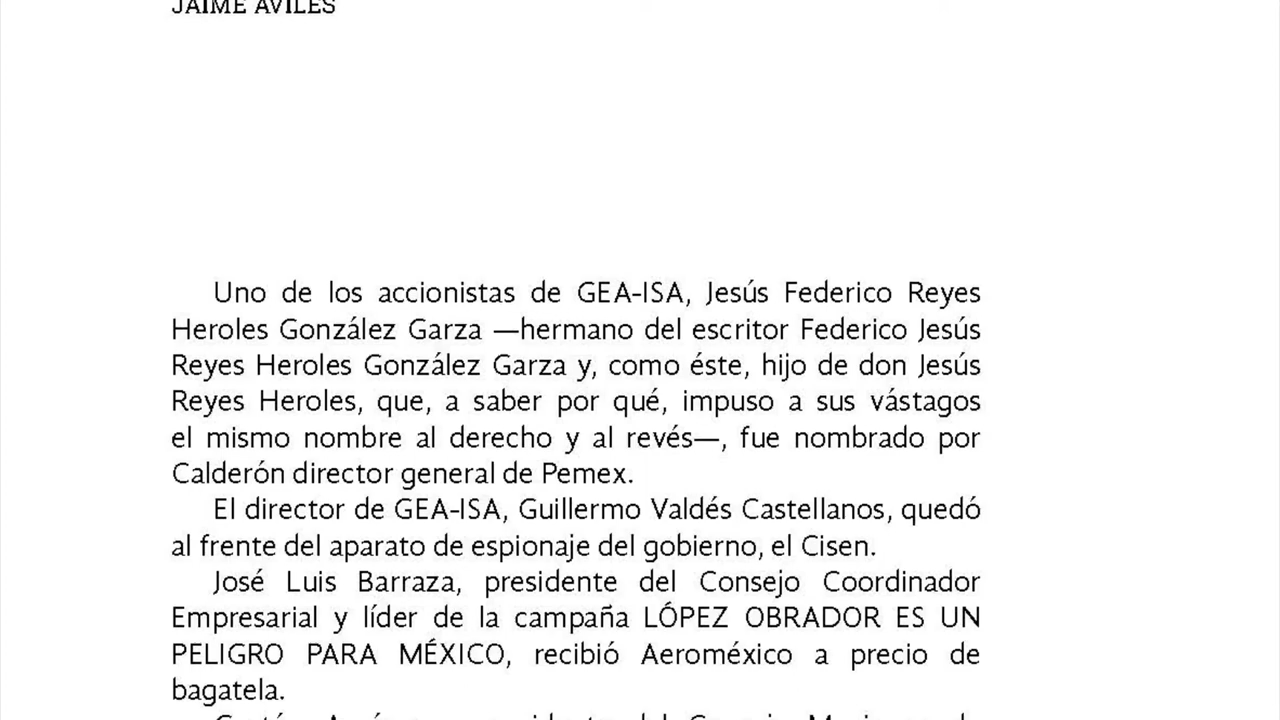 JAIME AVILÉS
Uno de los accionistas de GEA-ISA, Jesús Federico Reyes
Heroles González Garza —hermano del escritor Federico Jesús
Reyes Heroles González Garza y, como éste, hijo de don Jesús
Reyes Heroles, que, a saber por qué, impuso a sus vástagos
el mismo nombre al derecho y al revés—, fue nombrado por
Calderón director general de Pemex.
El director de GEA-ISA, Guillermo Valdés Castellanos, quedó
al frente del aparato de espionaje del gobierno, el Cisen.
José Luis Barraza, presidente del Consejo Coordinador
Empresarial y líder de la campaña LÓPEZ OBRADOR ES UN
PELIGRO PARA MÉXICO, recibió Aeroméxico a precio de
bagatela.